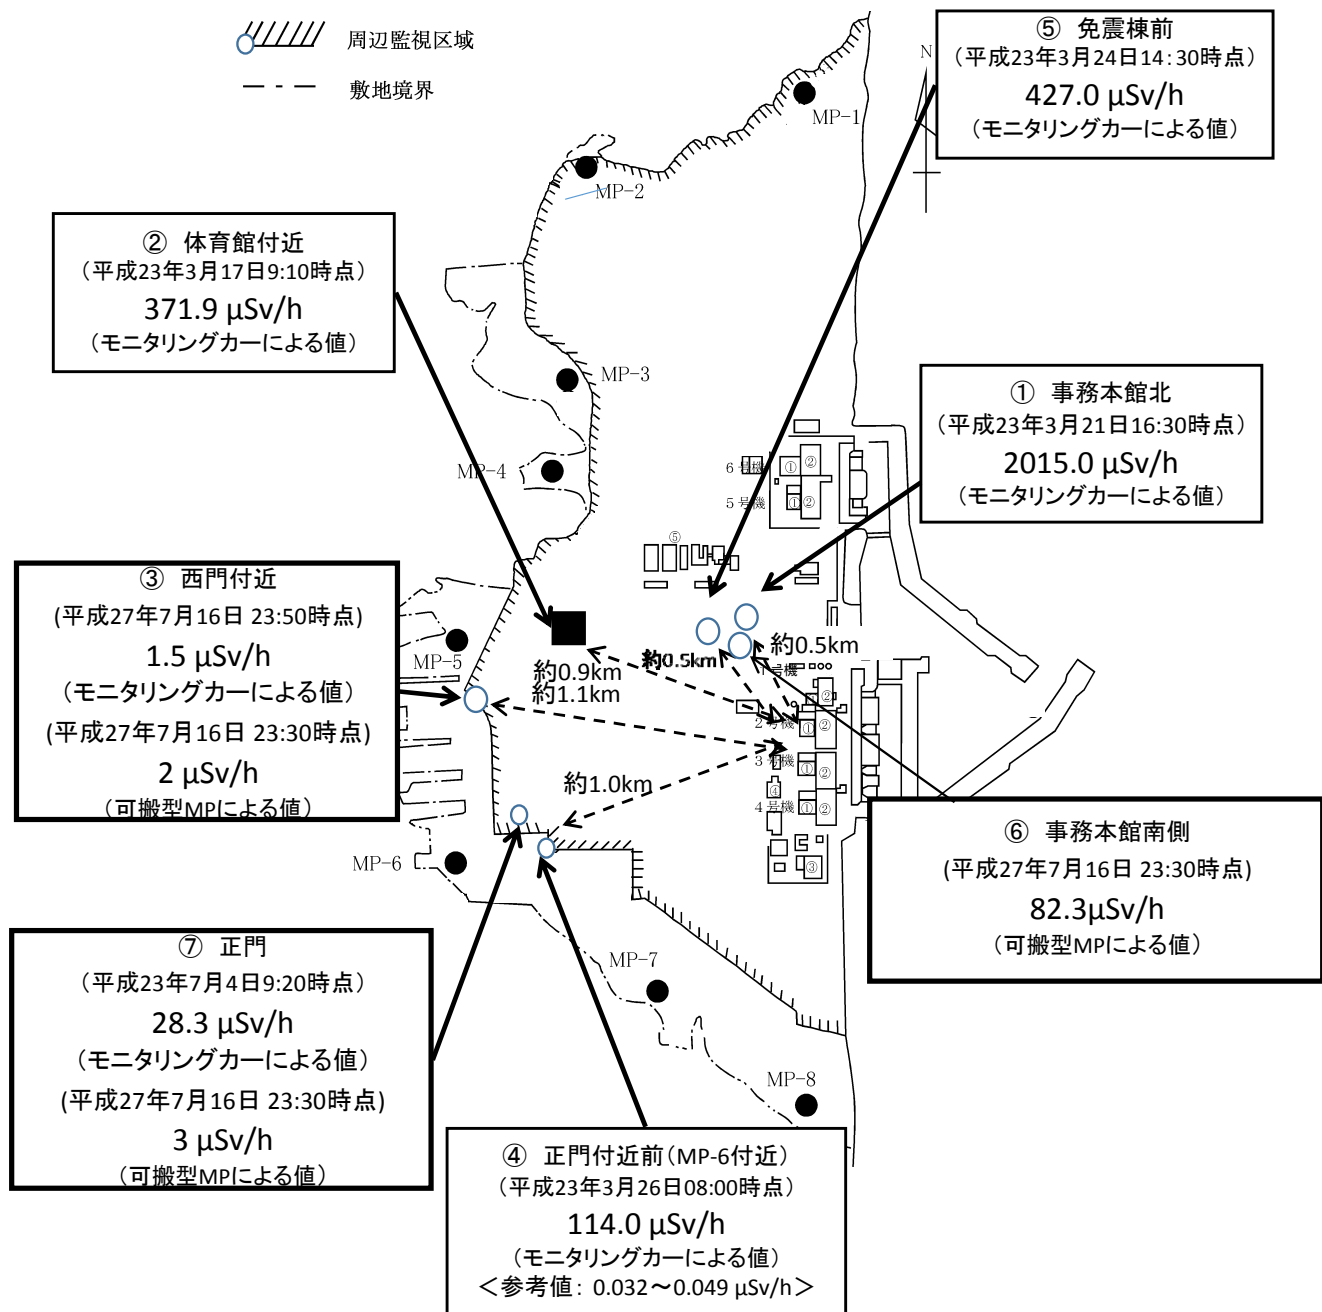 周辺監視区域
敷地境界
⑤ 免震棟前
（平成23年3月24日14：30時点）
427.0 μSv/h
（モニタリングカーによる値）
N
MP-1
MP-2
② 体育館付近
（平成23年3月17日9:10時点）
371.9 μSv/h
（モニタリングカーによる値）
MP-3
① 事務本館北
（平成23年3月21日16:30時点）
2015.0 μSv/h
（モニタリングカーによる値）
MP-4
6号機
① ②
5号機
① ②
⑤
③ 西門付近
(平成27年7月16日 23:50時点)
1.5 μSv/h
（モニタリングカーによる値）
(平成27年7月16日 23:30時点)
2 μSv/h
（可搬型MPによる値）
MP-5
約0.9km
約1.1km
約0.5km
約0.5km
1号機
②
2号機
① ②
3号機
① ②
④
4号機
① ②
③
約1.0km
MP-6
⑥ 事務本館南側
(平成27年7月16日 23:30時点)
82.3μSv/h
（可搬型MPによる値）
⑦ 正門
（平成23年7月4日9:20時点）
28.3 μSv/h
（モニタリングカーによる値）
(平成27年7月16日 23:30時点)
3 μSv/h
（可搬型MPによる値）
MP-7
MP-8
④ 正門付近前（MP-6付近）
（平成23年3月26日08:00時点）
114.0 μSv/h
（モニタリングカーによる値）
＜参考値： 0.032～0.049 μSv/h＞